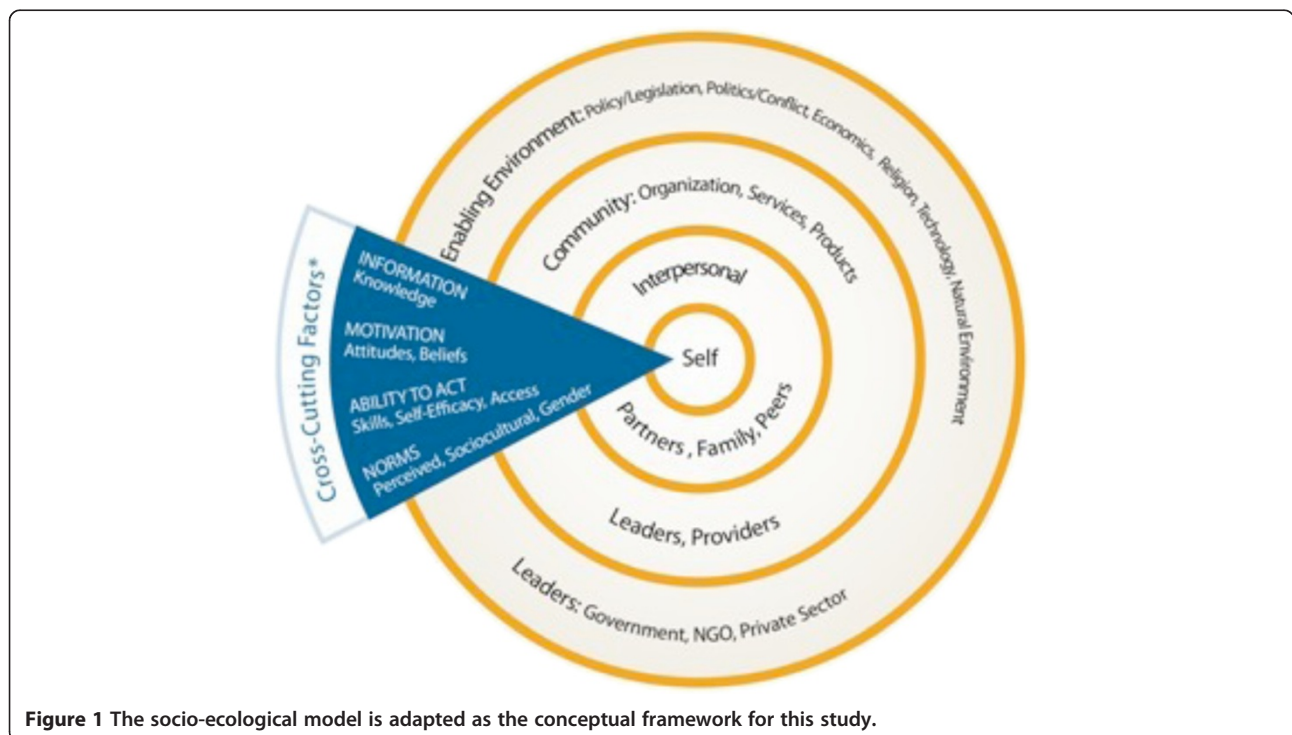 Enabling Environment: Policy/Legislation, Politics/Conflict, Economics, Religion, Technology, Natural Environment
Community: Organization, Services, Products
Interpersonal
Self
Partners , Family, Peers
Leaders, Providers
Leaders: Government, NGO, Private Sector
Cross-Cutting Factors*
INFORMATION
Knowledge
MOTIVATION
Attitudes, Beliefs
ABILITY TO ACT
Skills, Self-Efficacy, Access
NORMS
Perceived, Sociocultural, Gender
Figure 1 The socio-ecological model is adapted as the conceptual framework for this study.